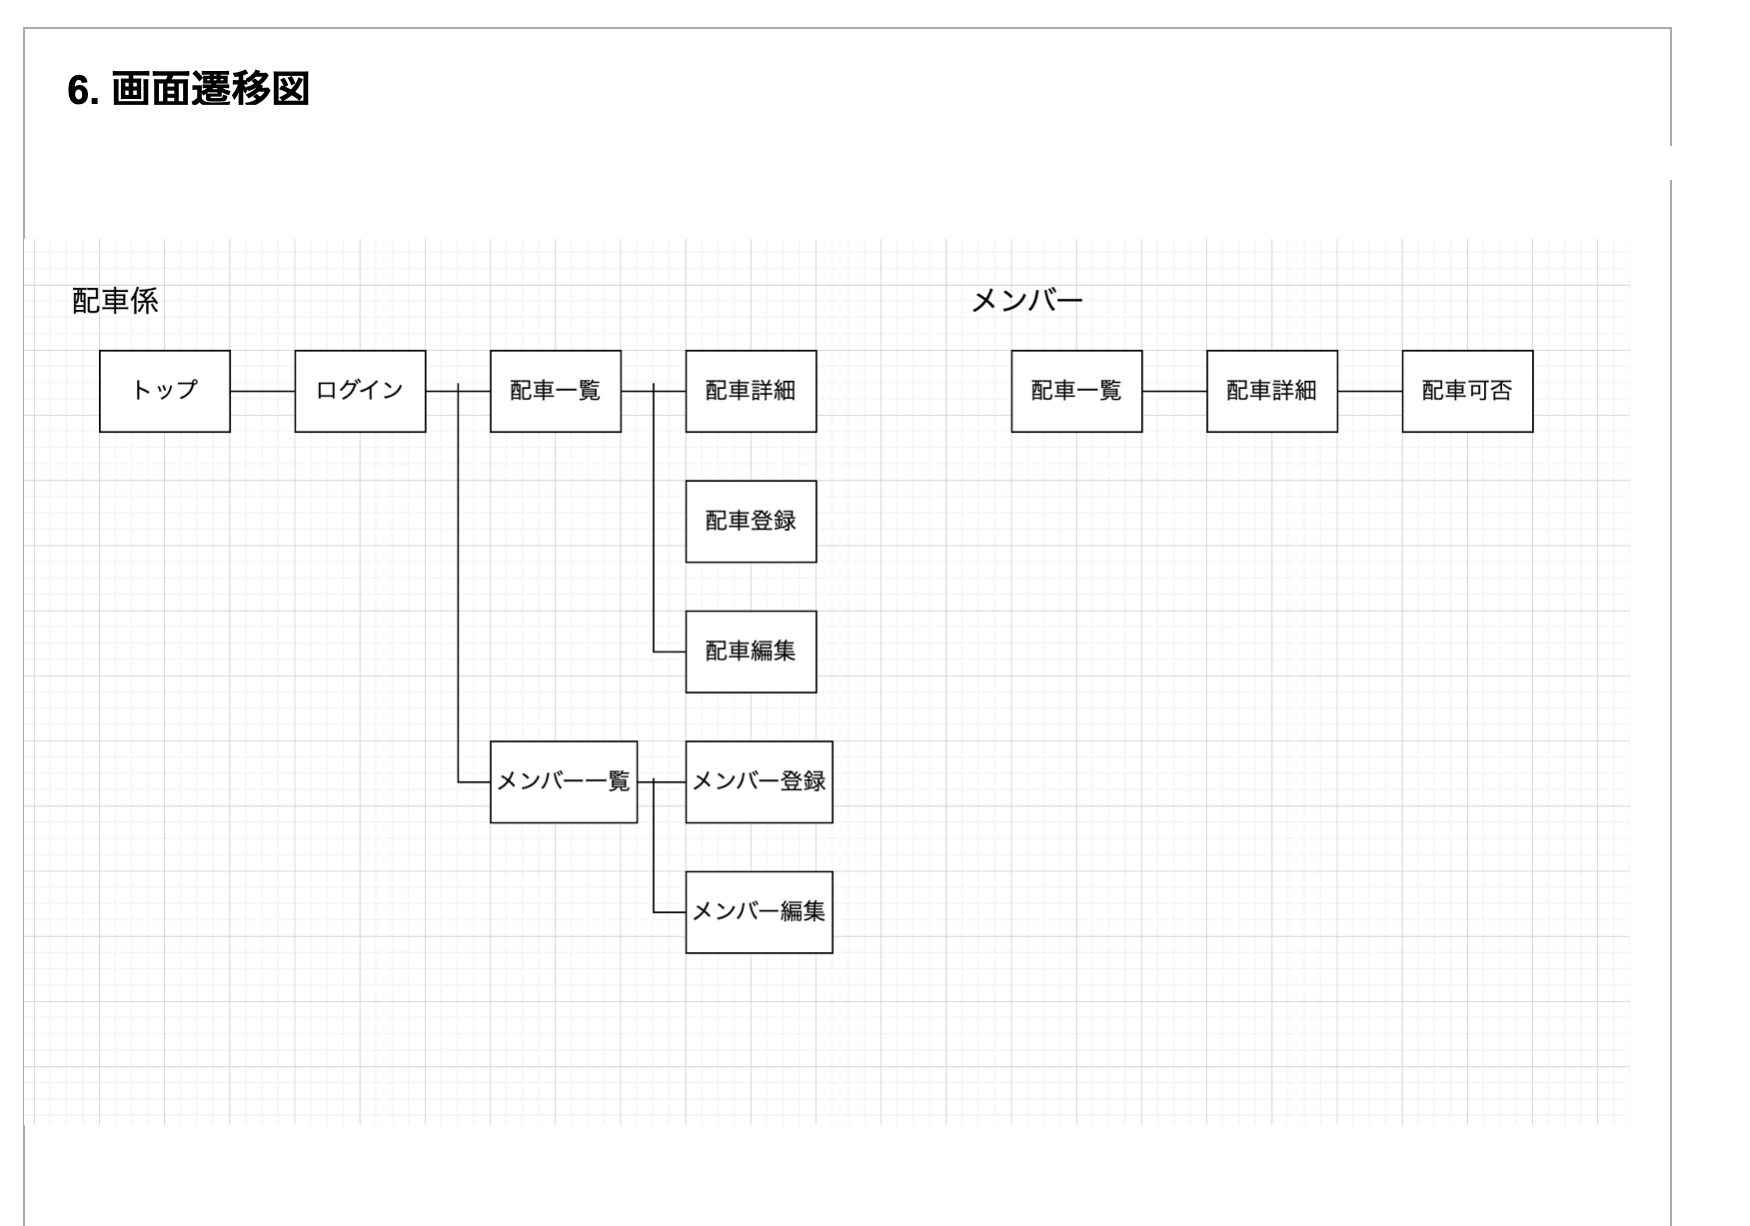 6. 画面遷移図
配車係
メンバー
トップ
ログイン
配車一覧
配車詳細
配車一覧
配車詳細
配車可否
配車登録
配車編集
メンバー一覧
メンバー登録
メンバー編集